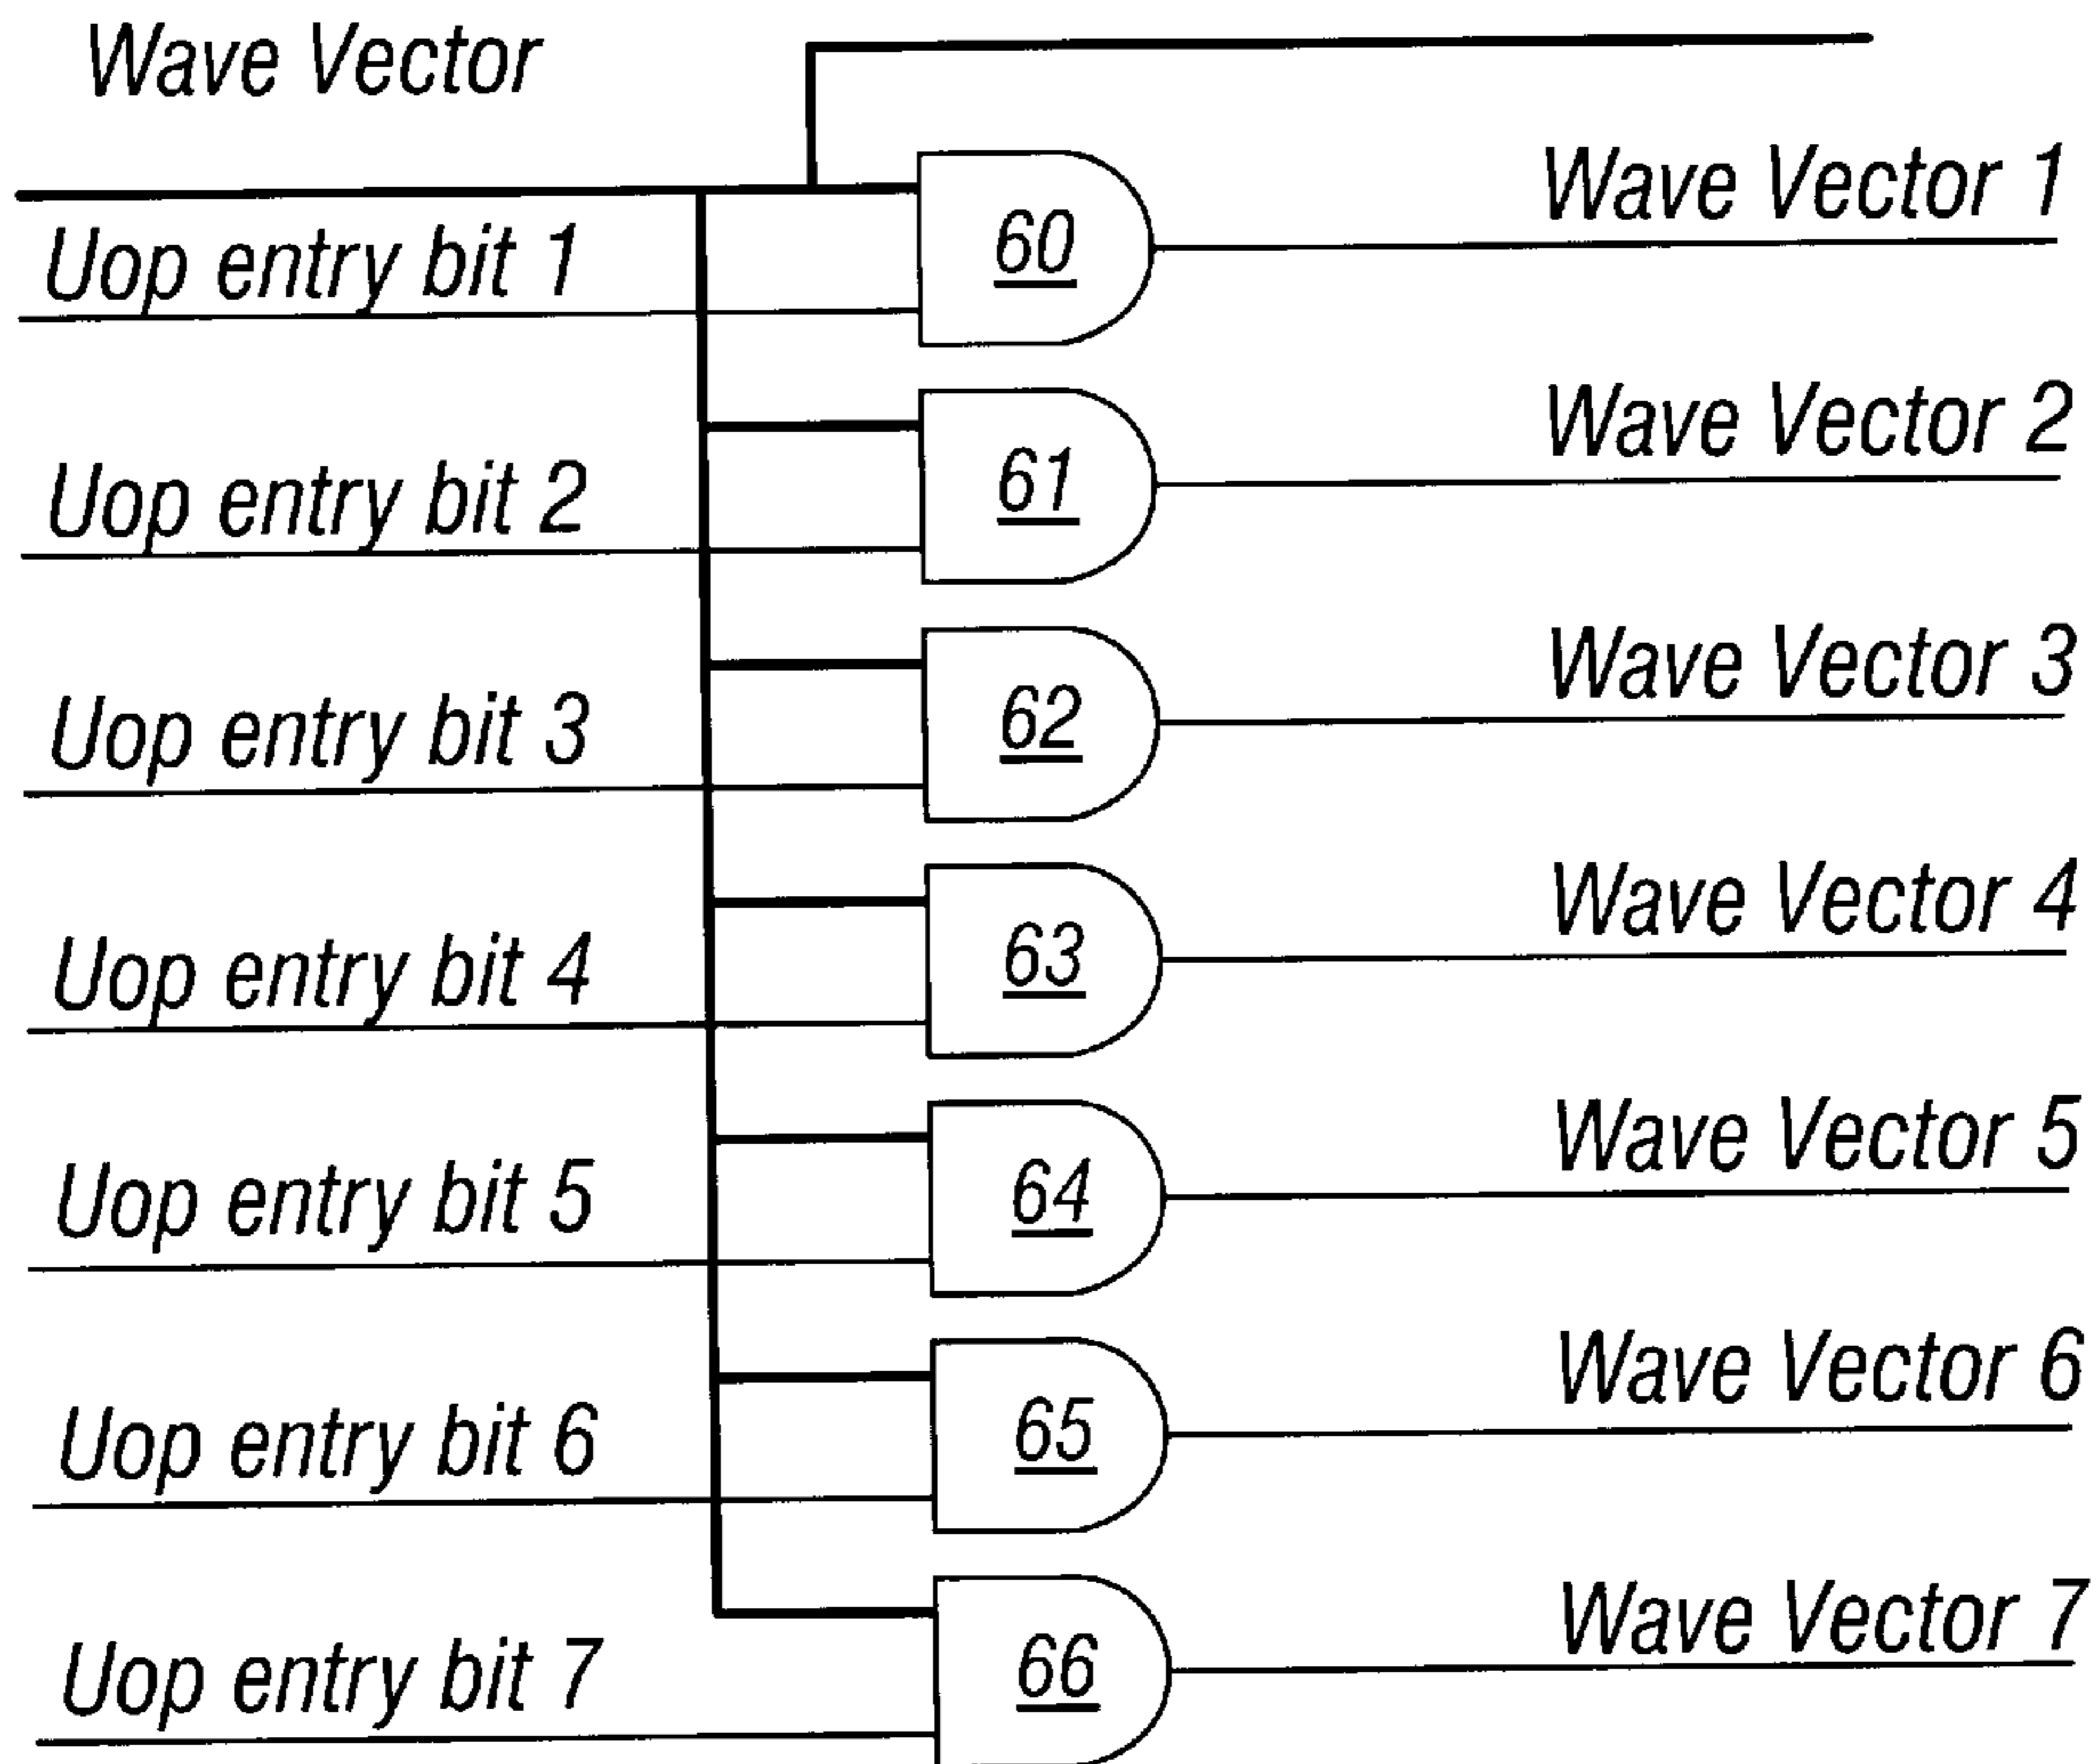 Wave Vector
Wave Vector 1
60
Uop entry bit 1
Wave Vector 2
61
Uop entry bit 2
Wave Vector 3
62
Uop entry bit 3
Wave Vector 4
63
Uop entry bit 4
Wave Vector 5
64
Uop entry bit 5
Wave Vector 6
65
Uop entry bit 6
Wave Vector 7
66
Uop entry bit 7